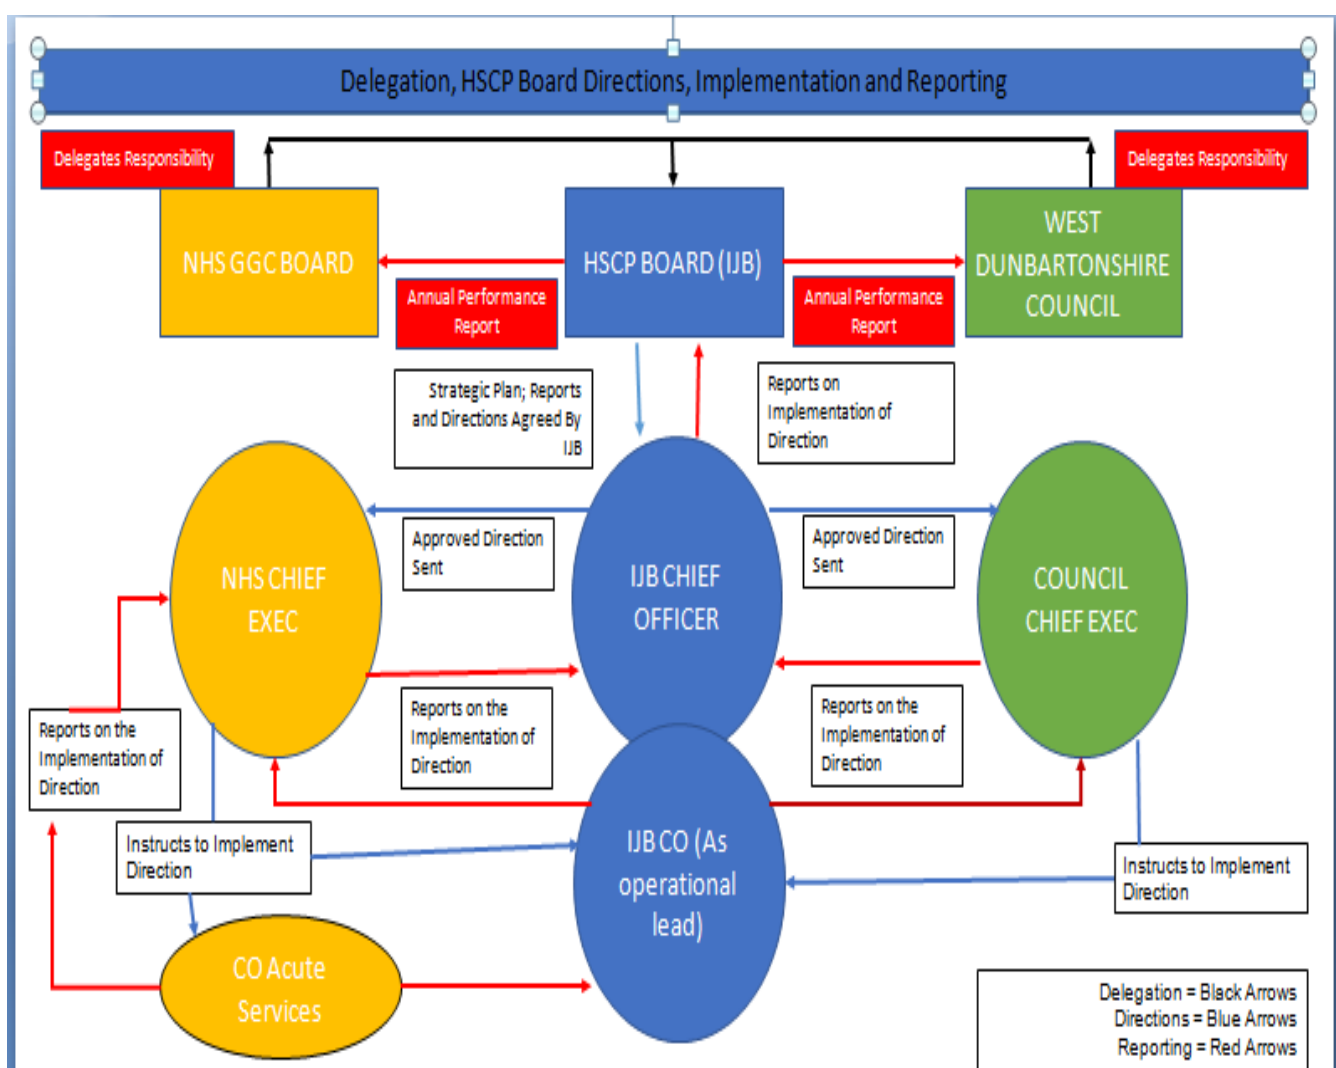 Delegation, HSCP Board Directions, Implementation and Reporting
Delegates Responsibility
Delegates Responsibility
NHS GGC BOARD
HSCP BOARD (IJB)
WEST
DUNBARTONSHIRE
COUNCIL
Annual Performance
Report
Annual Performance
Report
Strategic Plan; Reports
and Directions Agreed By
IJB
Reports on
Implementation of
Direction
Approved Direction
Sent
Approved Direction
Sent
NHS CHIEF
EXEC
IJB CHIEF
OFFICER
COUNCIL
CHIEF EXEC
Reports on the
Implementation of
Direction
Reports on the
Implementation of
Direction
Reports on the
Implementation of
Direction
Instructs to Implement
Direction
IJB CO (As
operational
lead)
Instructs to Implement
Direction
CO Acute
Services
Delegation = Black Arrows
Directions = Blue Arrows
Reporting = Red Arrows